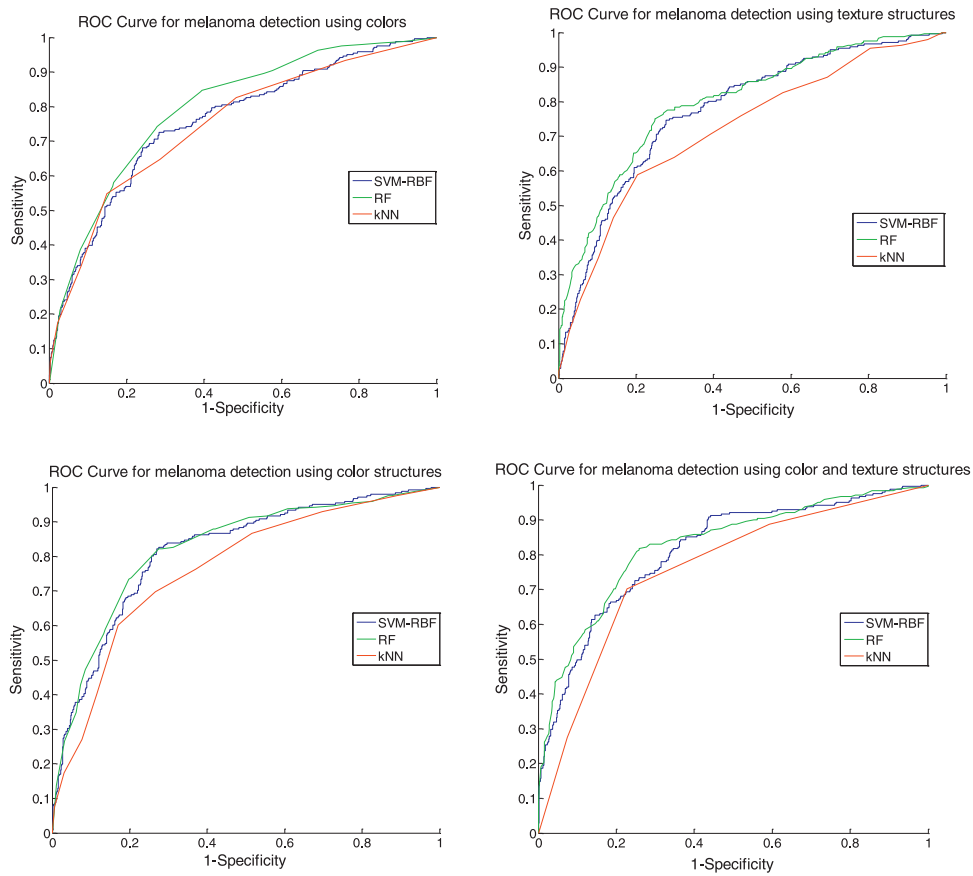 ROC Curve for melanoma detection using colors
1
0.9
0.8
0.7
0.6
0.5
0.4
0.3
0.2
0.1
0
Sensitivity
SVM-RBF
RF
kNN
0 0.2 0.4 0.6 0.8 1
1-Specificity
ROC Curve for melanoma detection using texture structures
1
0.9
0.8
0.7
0.6
0.5
0.4
0.3
0.2
0.1
0
Sensitivity
SVM-RBF
RF
kNN
0 0.2 0.4 0.6 0.8 1
1-Specificity
ROC Curve for melanoma detection using color structures
1
0.9
0.8
0.7
0.6
0.5
0.4
0.3
0.2
0.1
0
Sensitivity
SVM-RBF
RF
kNN
0 0.2 0.4 0.6 0.8 1
1-Specificity
ROC Curve for melanoma detection using color and texture structures
1
0.9
0.8
0.7
0.6
0.5
0.4
0.3
0.2
0.1
0
Sensitivity
SVM-RBF
RF
kNN
0 0.2 0.4 0.6 0.8 1
1-Specificity